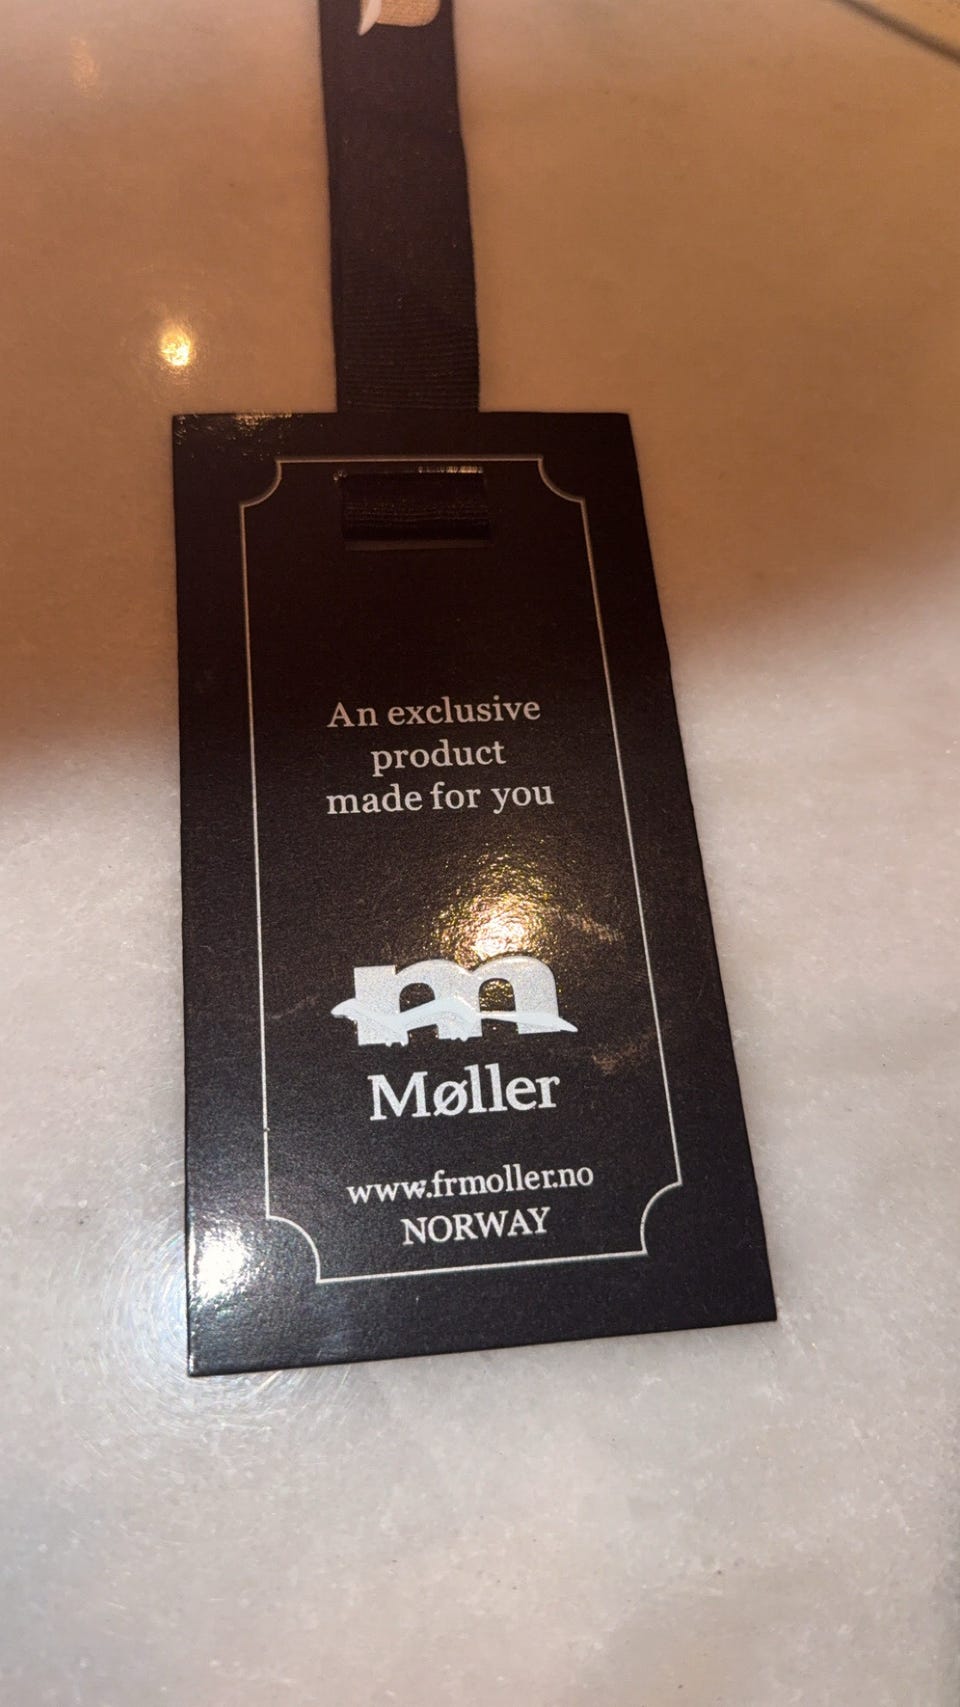 An exclusive
product
made for you
m
Møller
www.frmoller.no
NORWAY